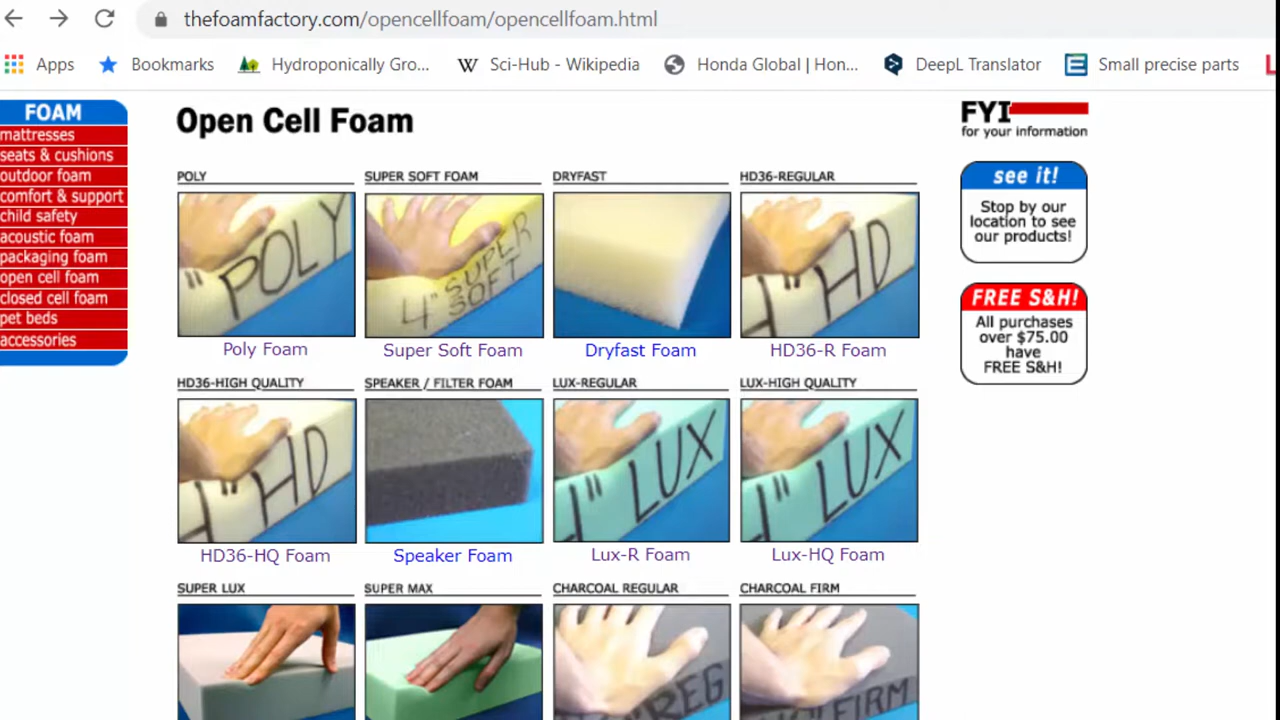 thefoamfactory.com/opencellfoam/opencellfoam.html
Apps
Bookmarks
Hydroponically Gro...
W
Sci-Hub - Wikipedia
Honda Global | Hon...
DeepL Translator
Small precise parts
FOAM
mattresses
seats & cushions
outdoor foam
comfort & support
child safety
acoustic foam
packaging foam
open cell foam
closed cell foam
pet beds
accessories
Open Cell Foam
POLY
SUPER SOFT FOAM
DRYFAST
HD36-REGULAR
" POLY
4" SUPER
SOFT
1" HD
Poly Foam
Super Soft Foam
Dryfast Foam
HD36-R Foam
HD36-HIGH QUALITY
SPEAKER / FILTER FOAM
LUX-REGULAR
LUX-HIGH QUALITY
1" HD
1" LUX
1" LUX
HD36-HQ Foam
Speaker Foam
Lux-R Foam
Lux-HQ Foam
SUPER LUX
SUPER MAX
CHARCOAL REGULAR
CHARCOAL FIRM
REG
FIRM
FYI
for your information
see it!
Stop by our
location to see
our products!
FREE S&H!
All purchases
over $75.00
have
FREE S&H!